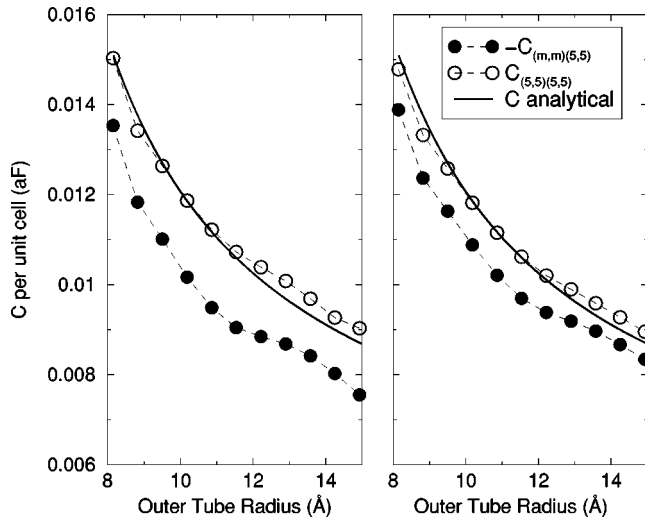 0.016
0.014
0.012
0.01
0.008
0.006
C per unit cell (aF)
8 10 12 14
Outer Tube Radius (Å)
−C(m,m)(5,5)
C(5,5)(5,5)
C analytical
8 10 12 14
Outer Tube Radius (Å)